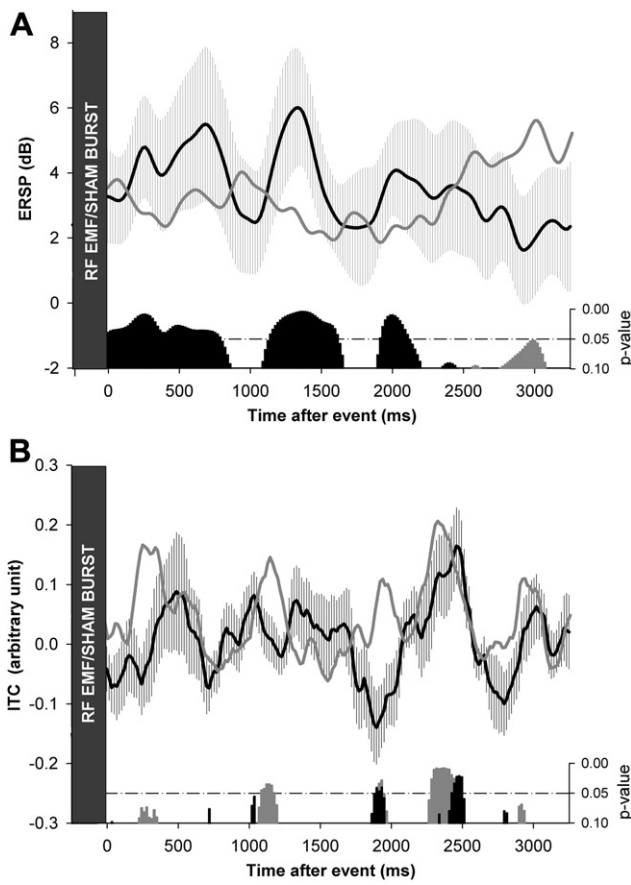 A
8
6
4
2
0
-2
ERSP (dB)
RF EMF/SHAM BURST
0.00
0.05
0.10
p-value
0 500 1000 1500 2000 2500 3000
Time after event (ms)
B
0.3
0.2
0.1
0.0
-0.1
-0.2
-0.3
ITC (arbitrary unit)
RF EMF/SHAM BURST
0.00
0.05
0.10
p-value
0 500 1000 1500 2000 2500 3000
Time after event (ms)